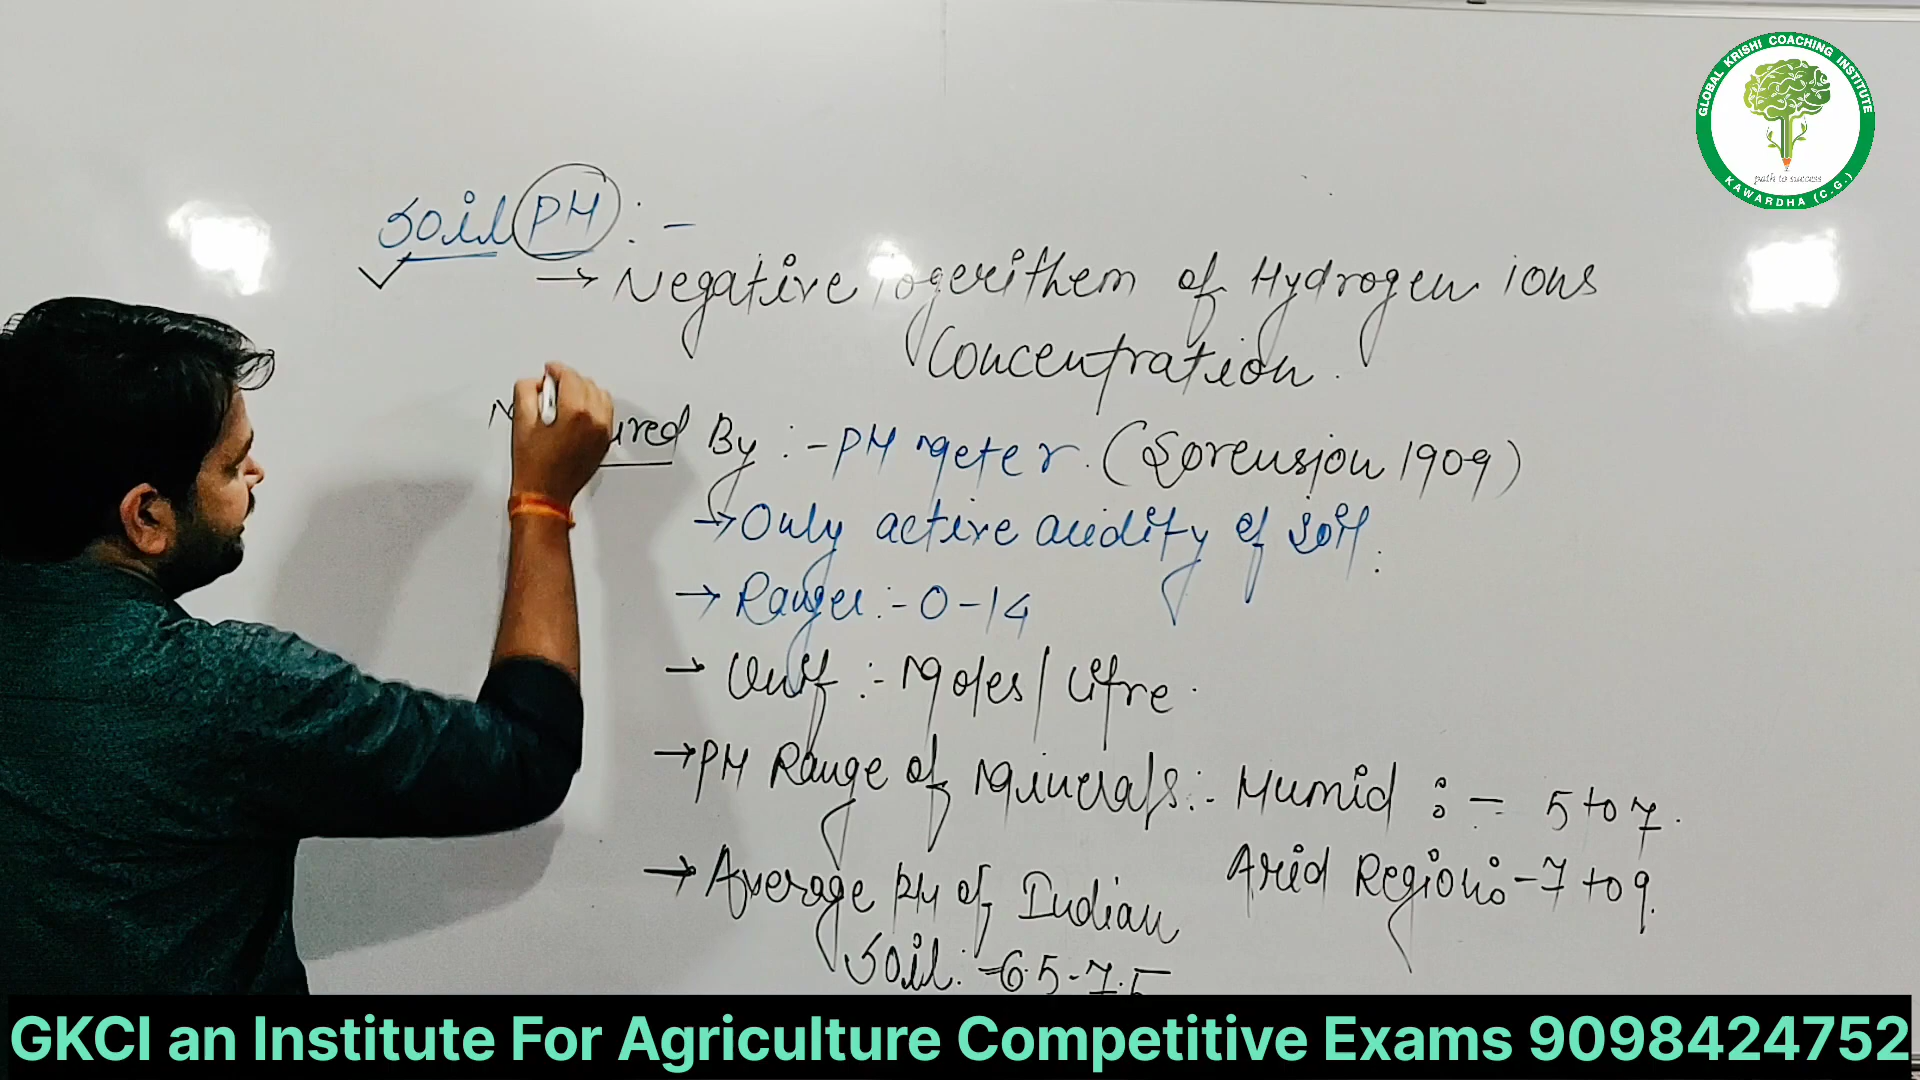 GLOBAL KRISHI COACHING INSTITUTE
path to success
KAWARDHA (C.G.)
Soil PH :-
→ Negative logerithem of Hydrogen ions
Concentration.
By :- PH Meter. (Sorension 1909)
→ Only active acidity of Soil.
→ Range :- 0-14
→ Unit :- Moles/Litre.
→ PH Range of Minerals :- Humid :- 5 to 7.
Arid Region :- 7 to 9.
→ Average PH of Indian
Soil :- 6.5-7.5
GKCI an Institute For Agriculture Competitive Exams 9098424752